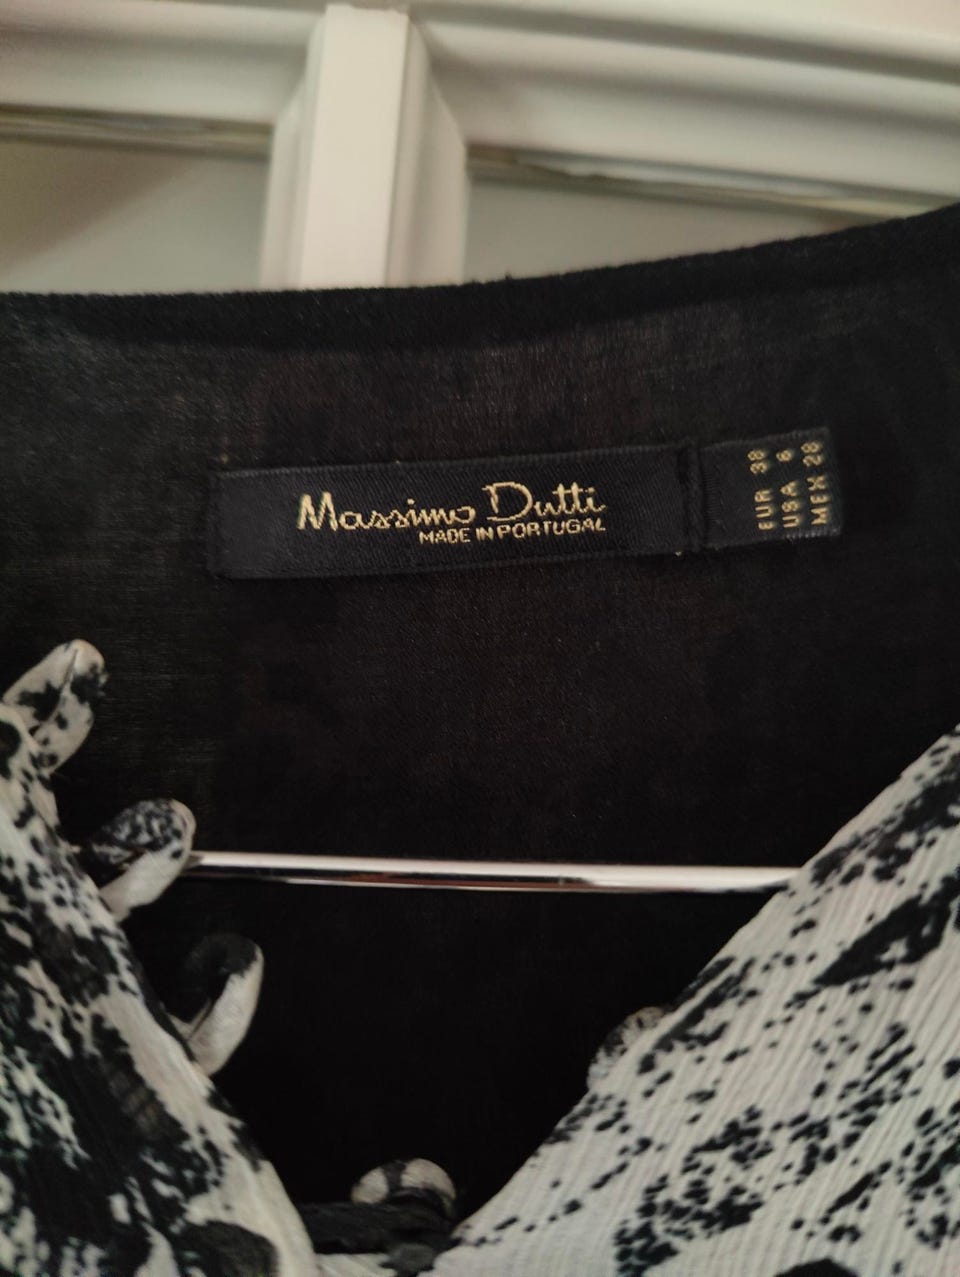 Massimo Dutti
MADE IN PORTUGAL
EUR 38
USA 6
MEX 28